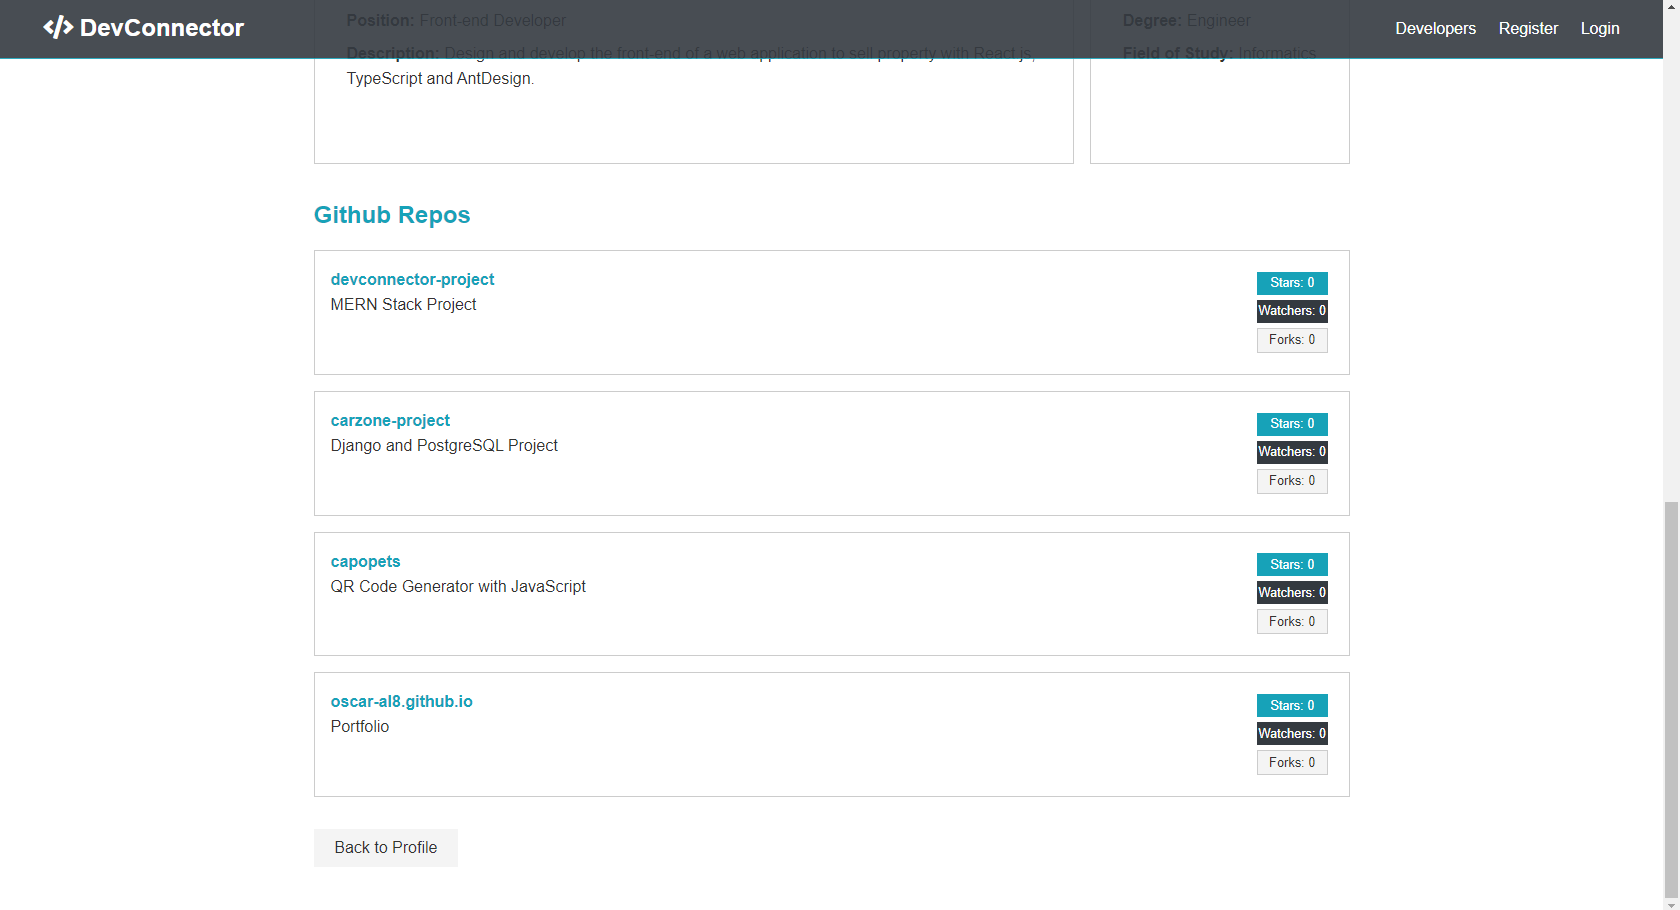 DevConnector
Developers Register Login
Position: Front-end Developer
Description: Design and develop the front-end of a web application to sell property with React.js,
TypeScript and AntDesign.
Degree: Engineer
Field of Study: Informatics
Github Repos
devconnector-project
MERN Stack Project
Stars: 0
Watchers: 0
Forks: 0
carzone-project
Django and PostgreSQL Project
Stars: 0
Watchers: 0
Forks: 0
capopets
QR Code Generator with JavaScript
Stars: 0
Watchers: 0
Forks: 0
oscar-al8.github.io
Portfolio
Stars: 0
Watchers: 0
Forks: 0
Back to Profile